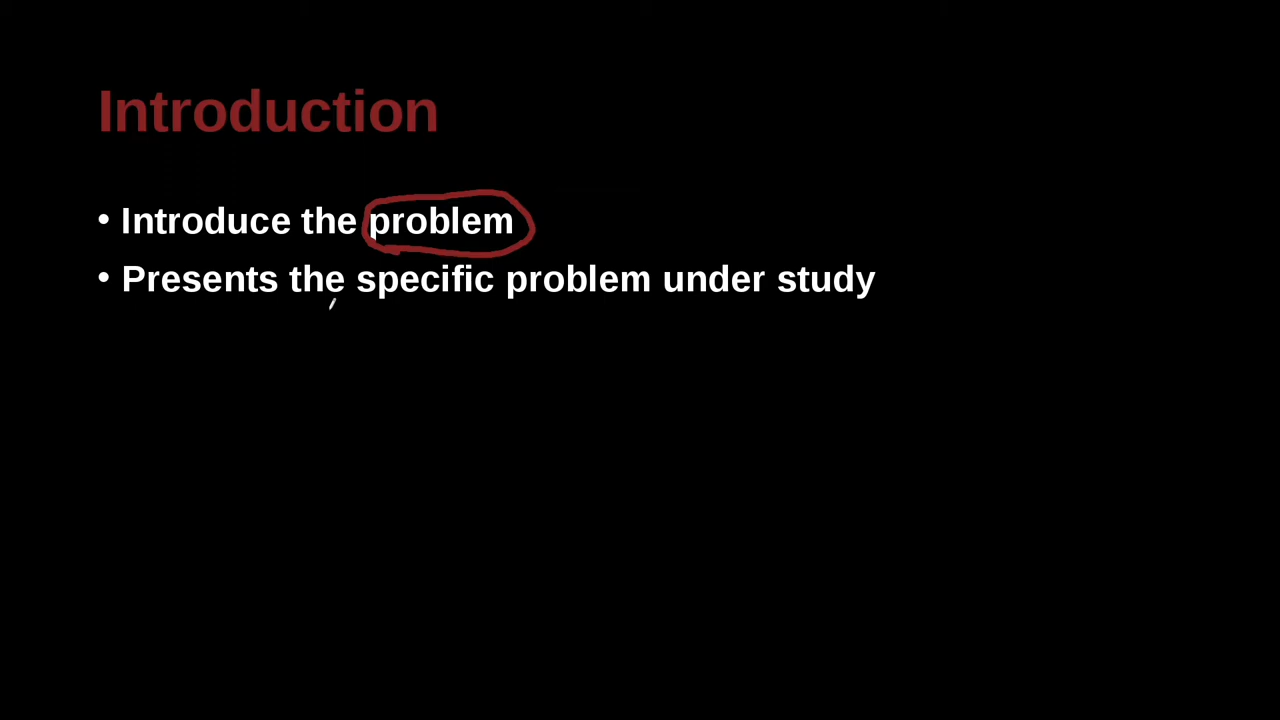 Introduction
• Introduce the problem
• Presents the specific problem under study